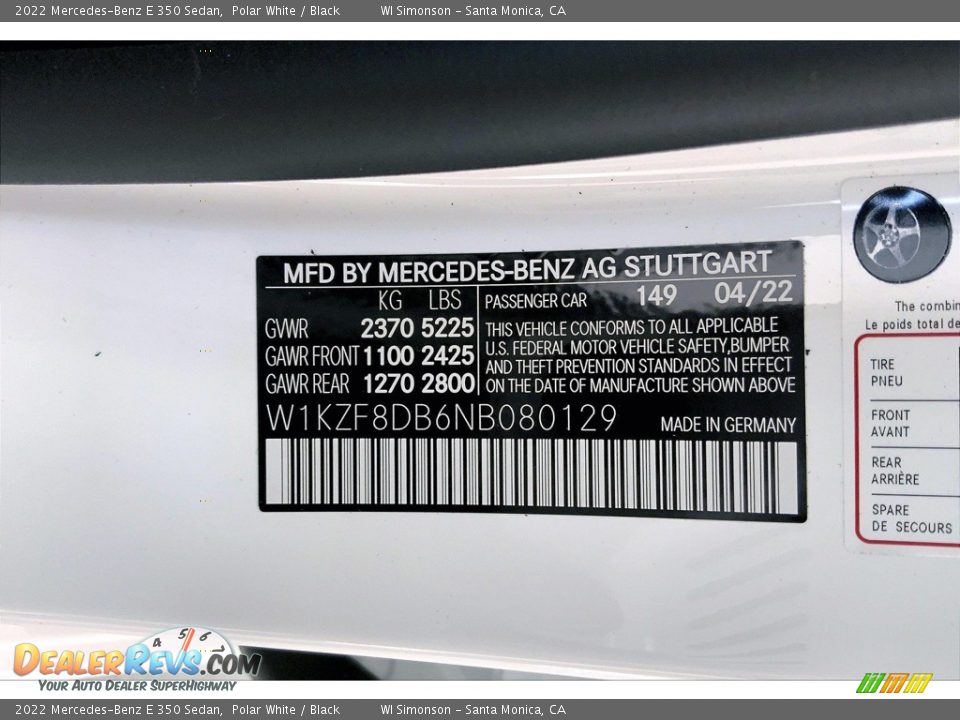 2022 Mercedes-Benz E 350 Sedan, Polar White / Black WI Simonson - Santa Monica, CA
MFD BY MERCEDES-BENZ AG STUTTGART
KG LBS
GVWR 2370 5225
GAWR FRONT 1100 2425
GAWR REAR 1270 2800
PASSENGER CAR 149 04/22
THIS VEHICLE CONFORMS TO ALL APPLICABLE
U.S. FEDERAL MOTOR VEHICLE SAFETY,BUMPER
AND THEFT PREVENTION STANDARDS IN EFFECT
ON THE DATE OF MANUFACTURE SHOWN ABOVE
W1KZF8DB6NB080129 MADE IN GERMANY
The combin
Le poids total de
TIRE
PNEU
FRONT
AVANT
REAR
ARRIÈRE
SPARE
DE SECOURS
4 5 6
DealerRevs.com
Your Auto Dealer SuperHighway
2022 Mercedes-Benz E 350 Sedan, Polar White / Black WI Simonson - Santa Monica, CA